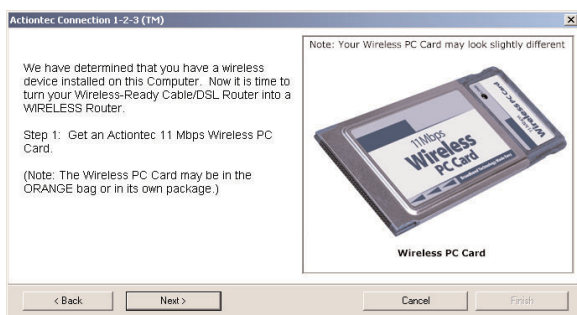 Actiontec Connection 1-2-3 (TM)
We have determined that you have a wireless
device installed on this Computer. Now it is time to
turn your Wireless-Ready Cable/DSL Router into a
WIRELESS Router.
Step 1: Get an Actiontec 11 Mbps Wireless PC
Card.
(Note: The Wireless PC Card may be in the
ORANGE bag or in its own package.)
Note: Your Wireless PC Card may look slightly different
11Mbps
Wireless
PC Card
Wireless PC Card
Wireless PC Card
< Back
Next >
Cancel
Finish